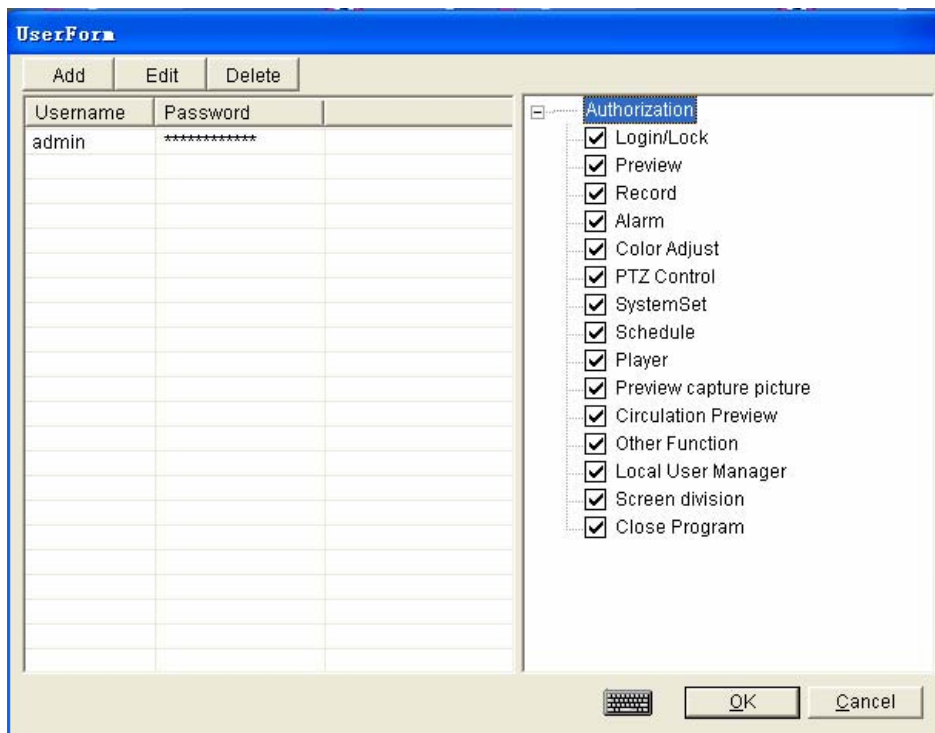 UserForm
Add Edit Delete
Username Password
admin ************
Authorization
Login/Lock
Preview
Record
Alarm
Color Adjust
PTZ Control
SystemSet
Schedule
Player
Preview capture picture
Circulation Preview
Other Function
Local User Manager
Screen division
Close Program
OK Cancel